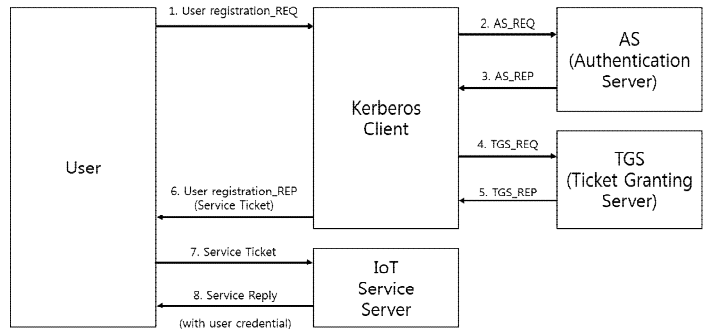 1. User registration_REQ
2. AS_REQ
AS
(Authentication
Server)
3. AS_REP
Kerberos
Client
User
4. TGS_REQ
TGS
(Ticket Granting
Server)
5. TGS_REP
6. User registration_REP
(Service Ticket)
7. Service Ticket
IoT
Service
Server
8. Service Reply
(with user credential)